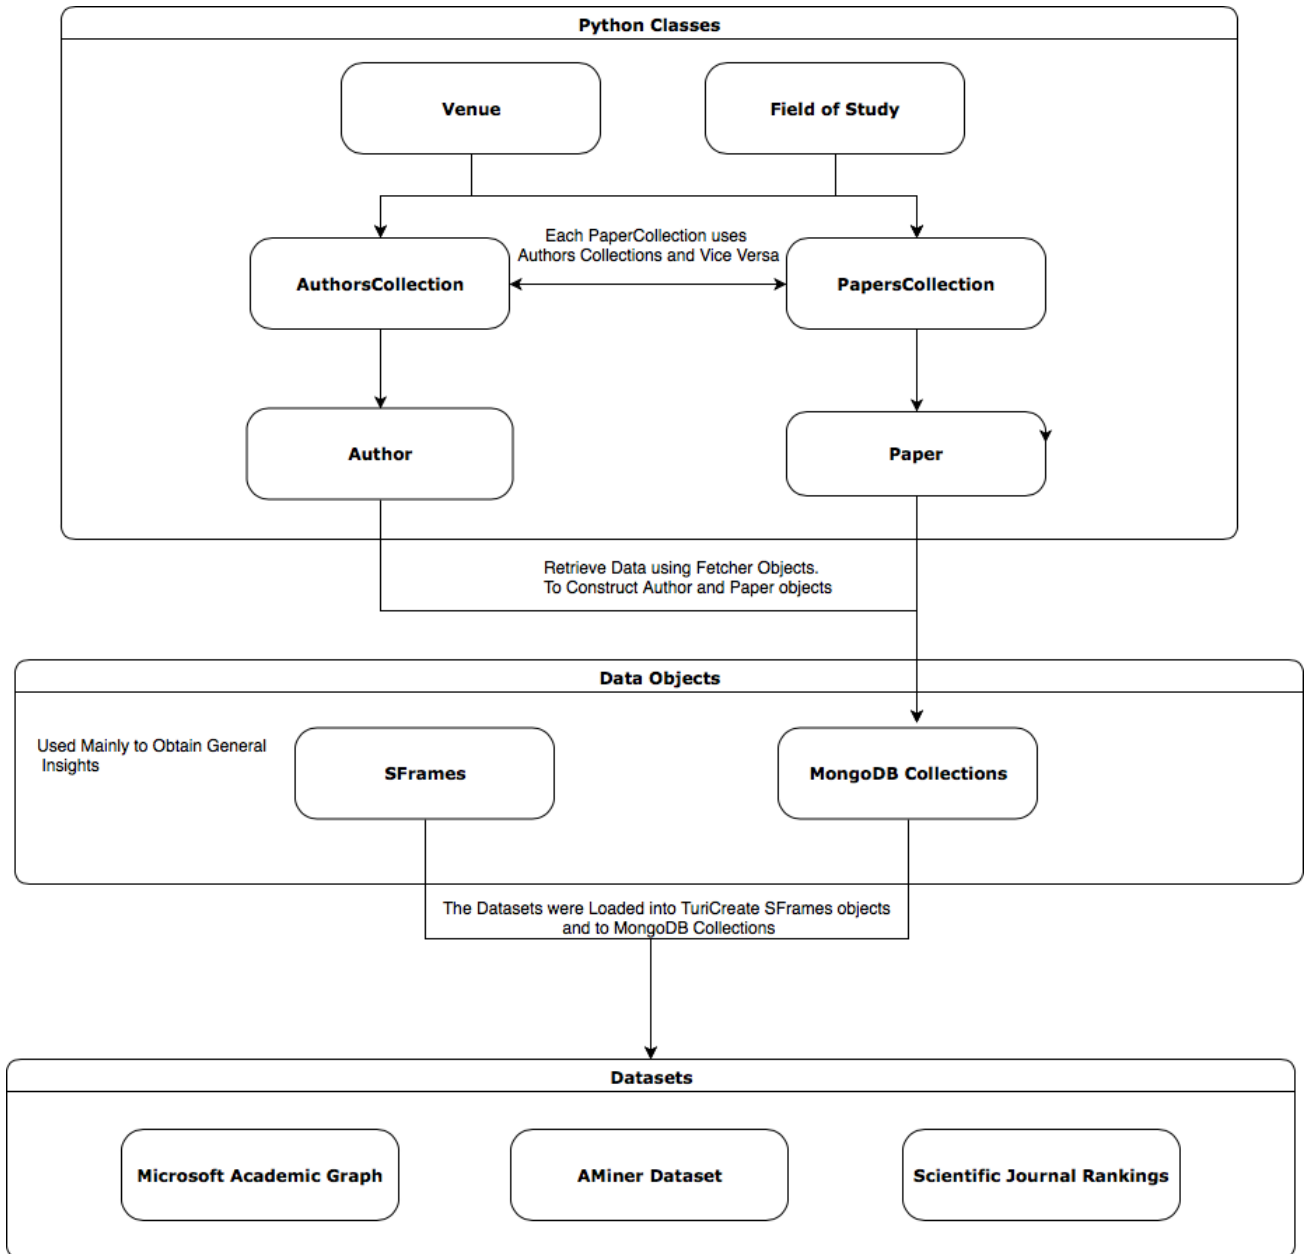 Python Classes
Venue
Field of Study
Each PaperCollection uses
Authors Collections and Vice Versa
AuthorsCollection
PapersCollection
Author
Paper
Retrieve Data using Fetcher Objects.
To Construct Author and Paper objects
Data Objects
Used Mainly to Obtain General
Insights
SFrames
MongoDB Collections
The Datasets were Loaded into TuriCreate SFrames objects
and to MongoDB Collections
Datasets
Microsoft Academic Graph
AMiner Dataset
Scientific Journal Rankings